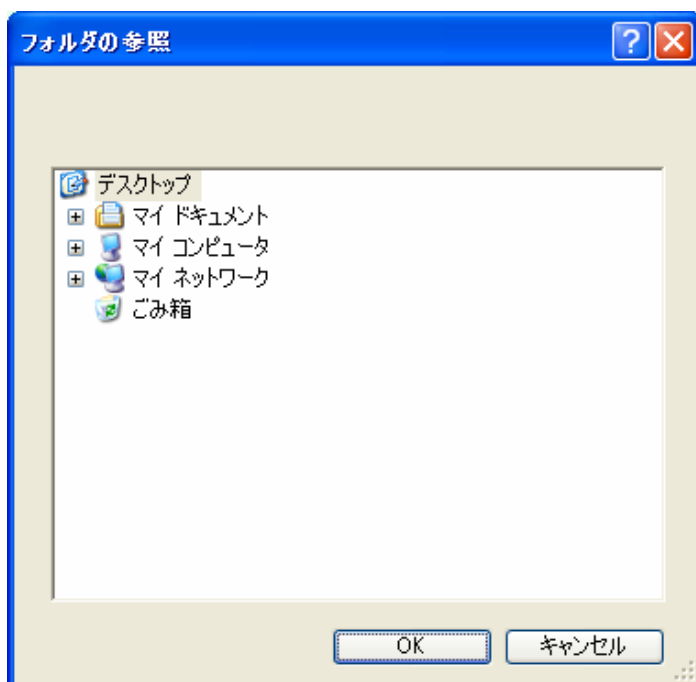 フォルダの参照
デスクトップ
マイ ドキュメント
マイ コンピュータ
マイ ネットワーク
ごみ箱
OK
キャンセル